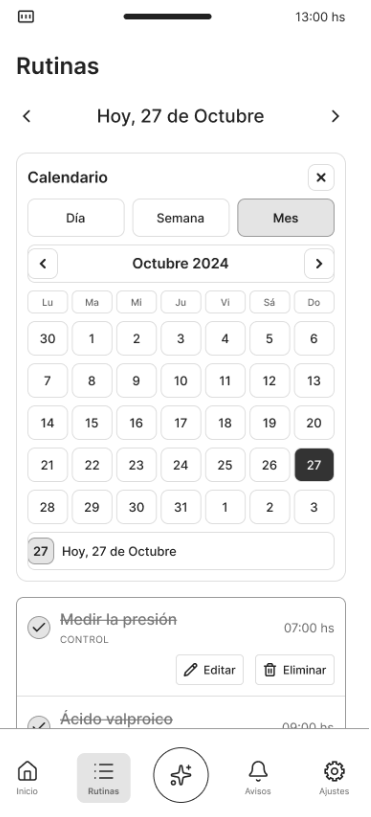 13:00 hs
Rutinas
Hoy, 27 de Octubre
Calendario
Día Semana Mes
Octubre 2024
Lu Ma Mi Ju Vi Sá Do
30 1 2 3 4 5 6
7 8 9 10 11 12 13
14 15 16 17 18 19 20
21 22 23 24 25 26 27
28 29 30 31 1 2 3
27 Hoy, 27 de Octubre
Medir la presión 07:00 hs
CONTROL
Editar Eliminar
Ácido valproico 09:00 hs
Inicio Rutinas Avisos Ajustes